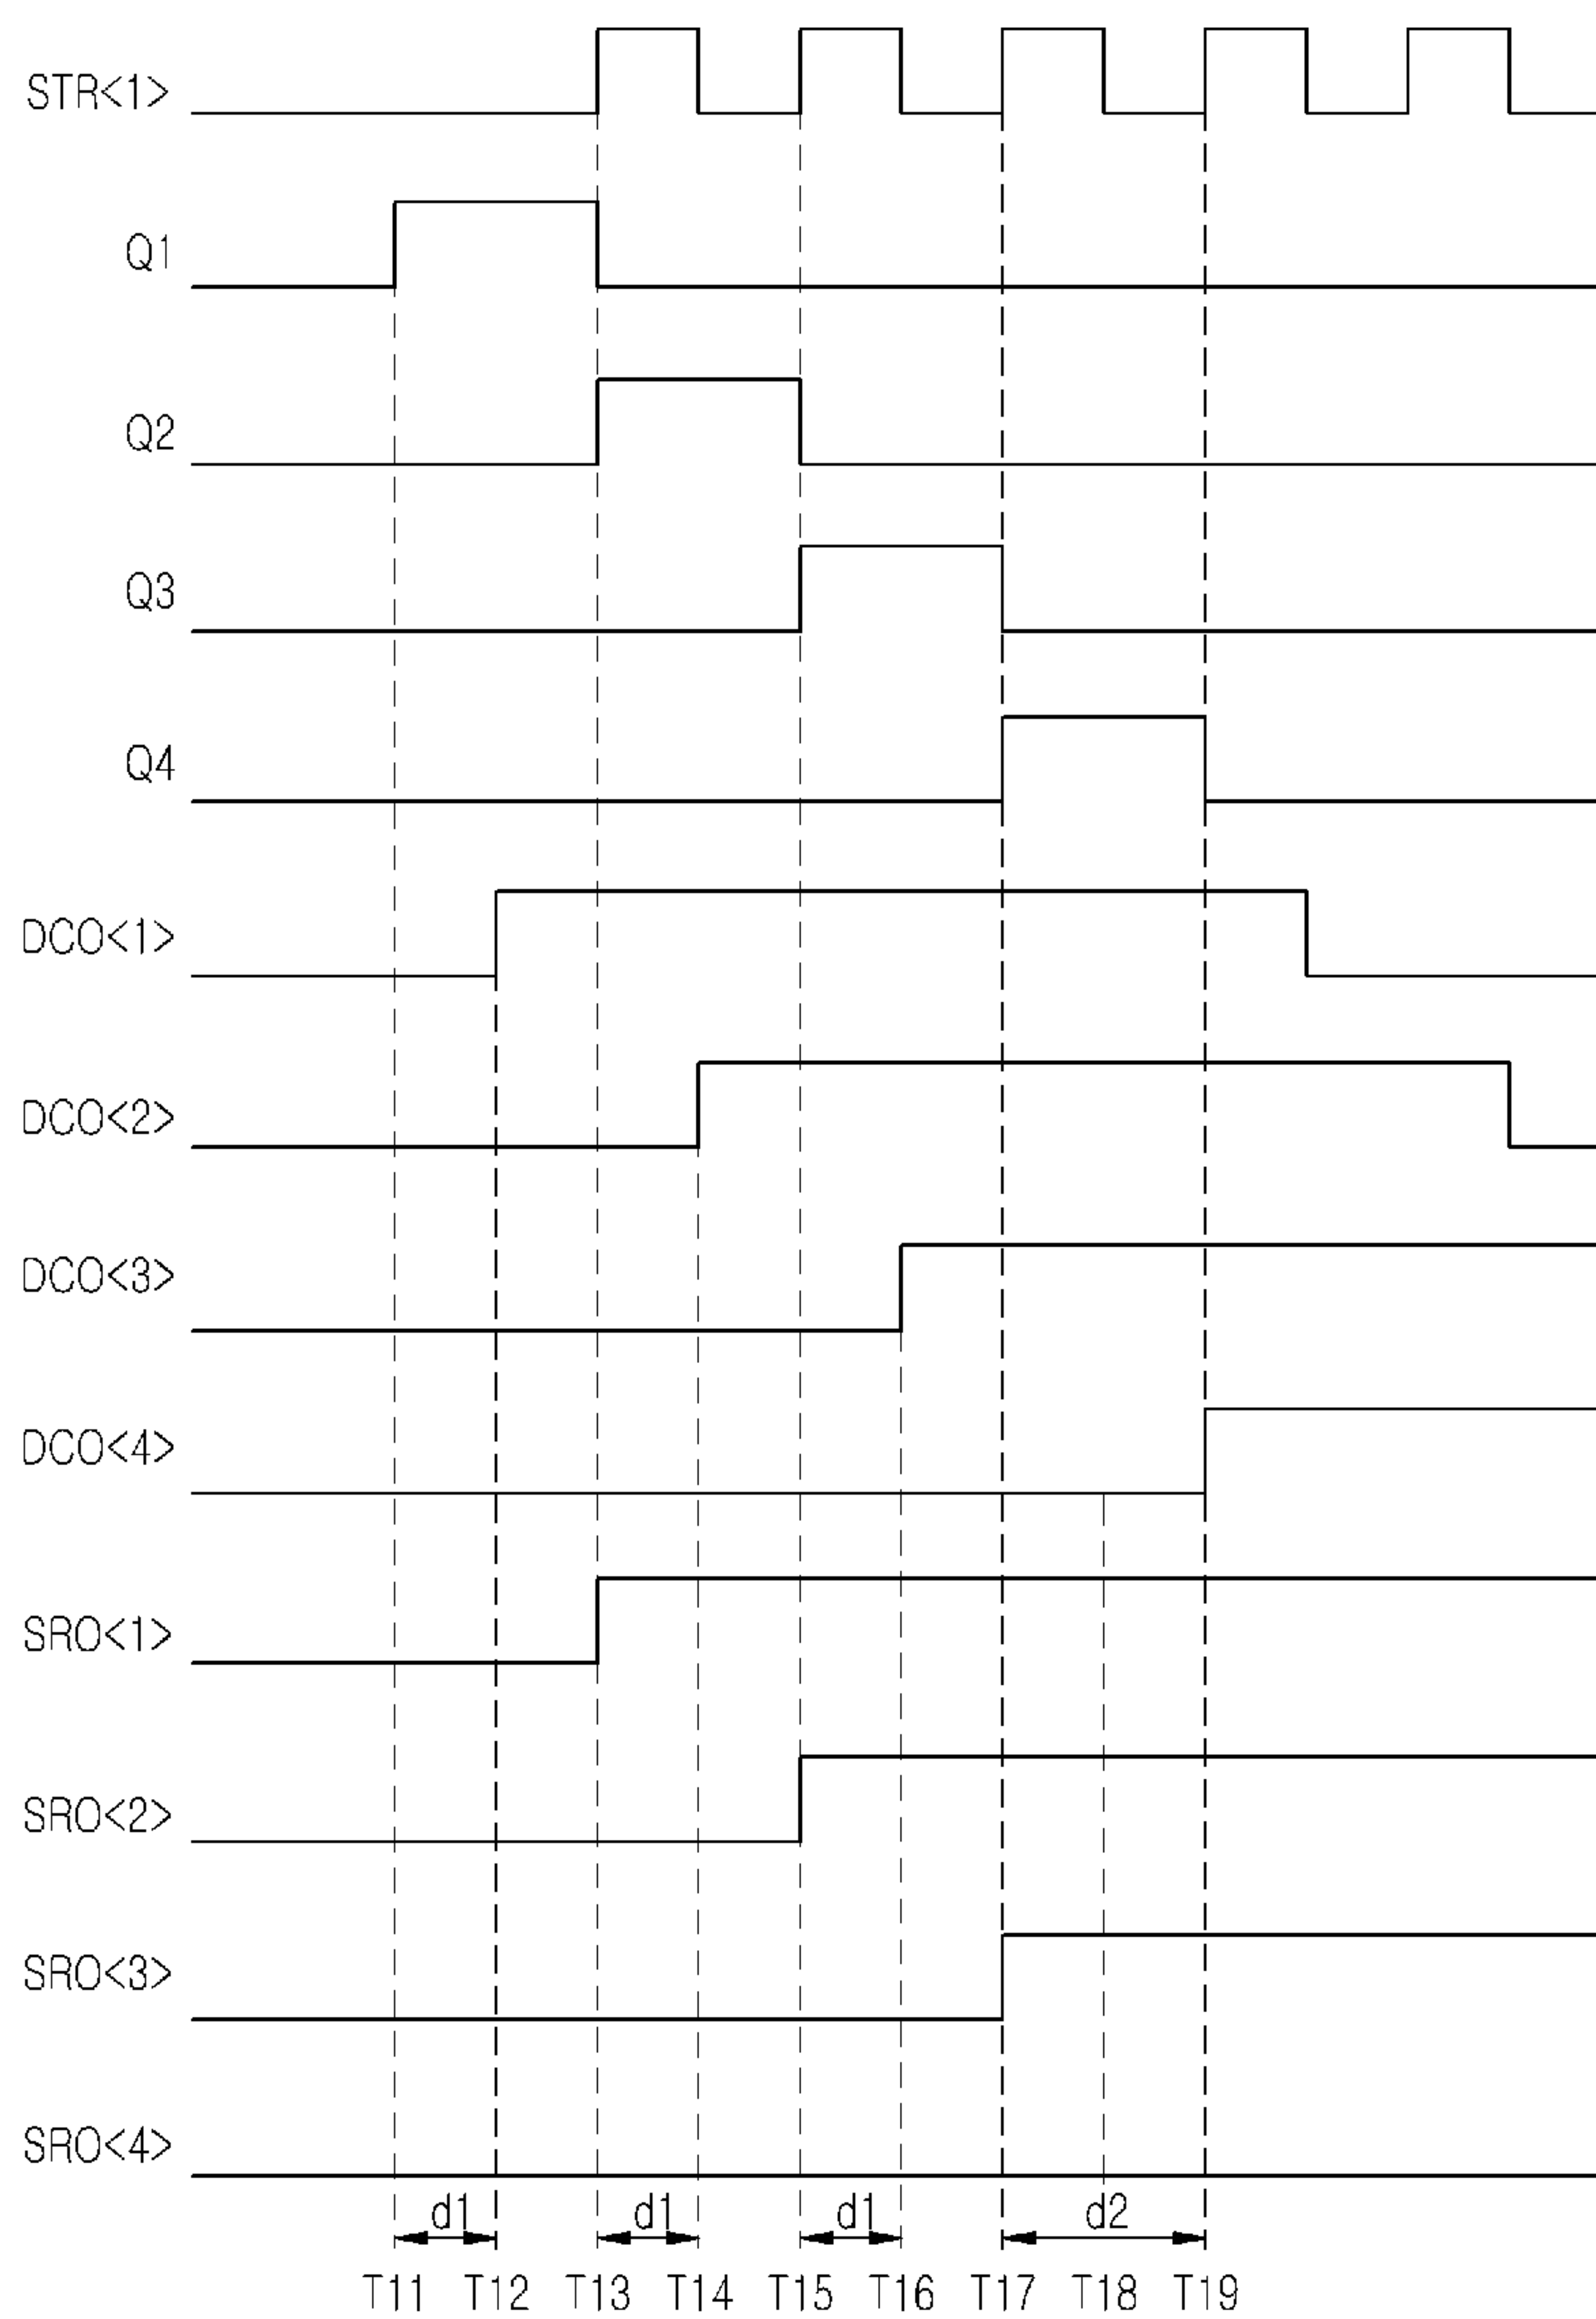 STR<1>
Q1
Q2
Q3
Q4
DCO<1>
DCO<2>
DCO<3>
DCO<4>
SRO<1>
SRO<2>
SRO<3>
SRO<4>
d1 d1 d1 d2
T11 T12 T13 T14 T15 T16 T17 T18 T19